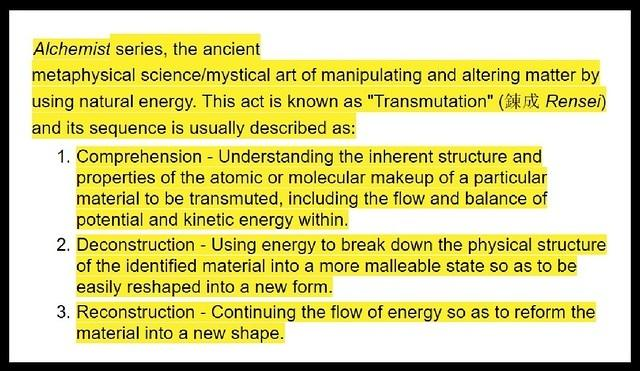 Alchemist series, the ancient
metaphysical science/mystical art of manipulating and altering matter by
using natural energy. This act is known as "Transmutation" (錬成 Rensei)
and its sequence is usually described as:
1. Comprehension - Understanding the inherent structure and
properties of the atomic or molecular makeup of a particular
material to be transmuted, including the flow and balance of
potential and kinetic energy within.
2. Deconstruction - Using energy to break down the physical structure
of the identified material into a more malleable state so as to be
easily reshaped into a new form.
3. Reconstruction - Continuing the flow of energy so as to reform the
material into a new shape.